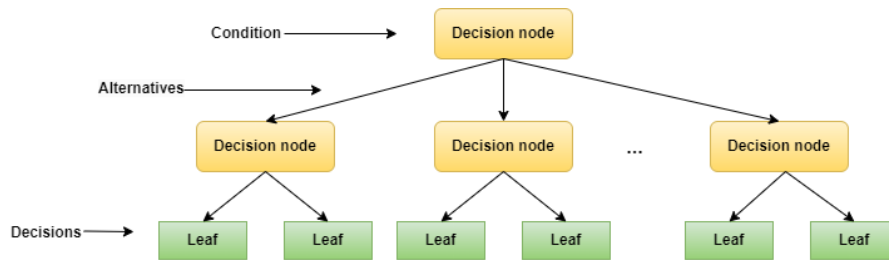 Condition
Decision node
Alternatives
Decision node
Decision node
...
Decision node
Decisions
Leaf
Leaf
Leaf
Leaf
Leaf
Leaf